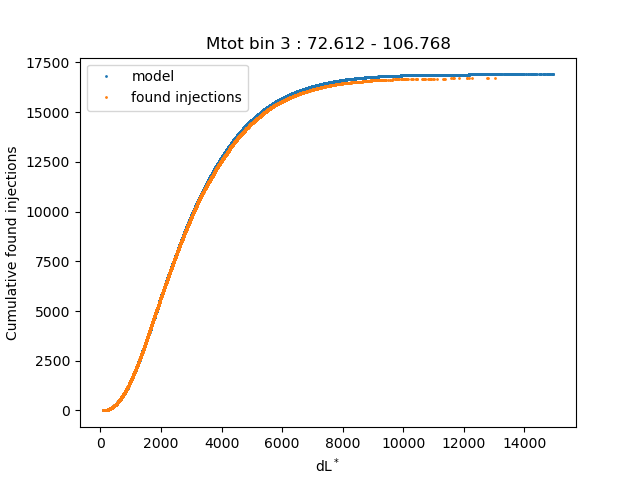 Mtot bin 3 : 72.612 - 106.768
17500
15000
12500
10000
7500
5000
2500
0
Cumulative found injections
model
found injections
0 2000 4000 6000 8000 10000 12000 14000
dL*